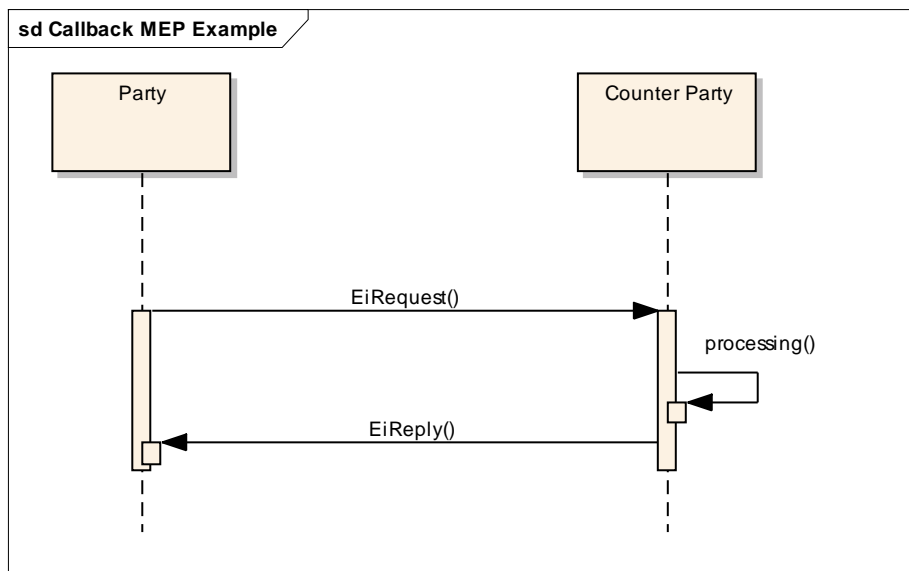 sd Callback MEP Example
Party
Counter Party
EiRequest()
processing()
EiReply()